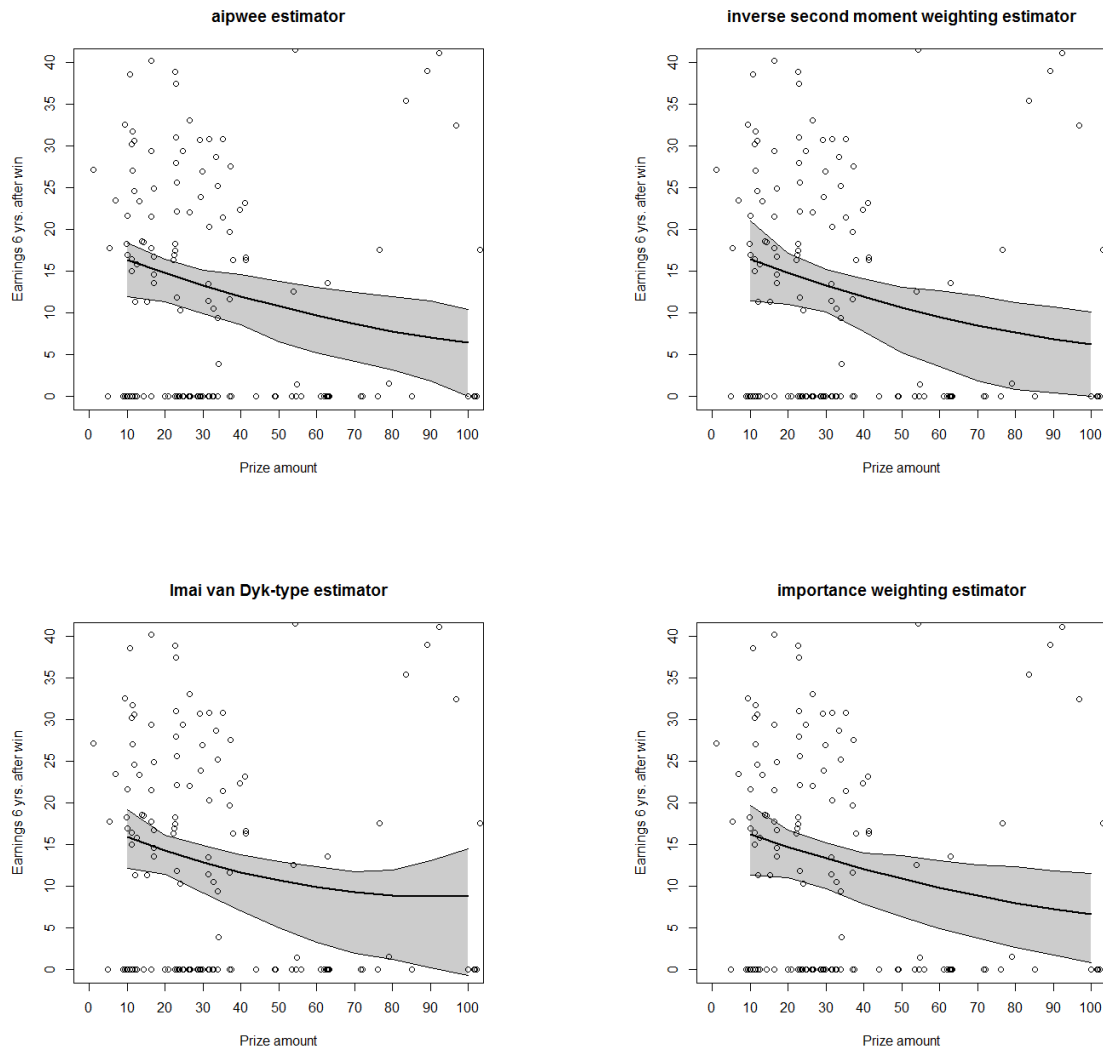 aipwee estimator
40
35
30
25
20
15
10
5
0
Earnings 6 yrs. after win
0 10 20 30 40 50 60 70 80 90 100
Prize amount
inverse second moment weighting estimator
40
35
30
25
20
15
10
5
0
Earnings 6 yrs. after win
0 10 20 30 40 50 60 70 80 90 100
Prize amount
Imai van Dyk-type estimator
40
35
30
25
20
15
10
5
0
Earnings 6 yrs. after win
0 10 20 30 40 50 60 70 80 90 100
Prize amount
importance weighting estimator
40
35
30
25
20
15
10
5
0
Earnings 6 yrs. after win
0 10 20 30 40 50 60 70 80 90 100
Prize amount